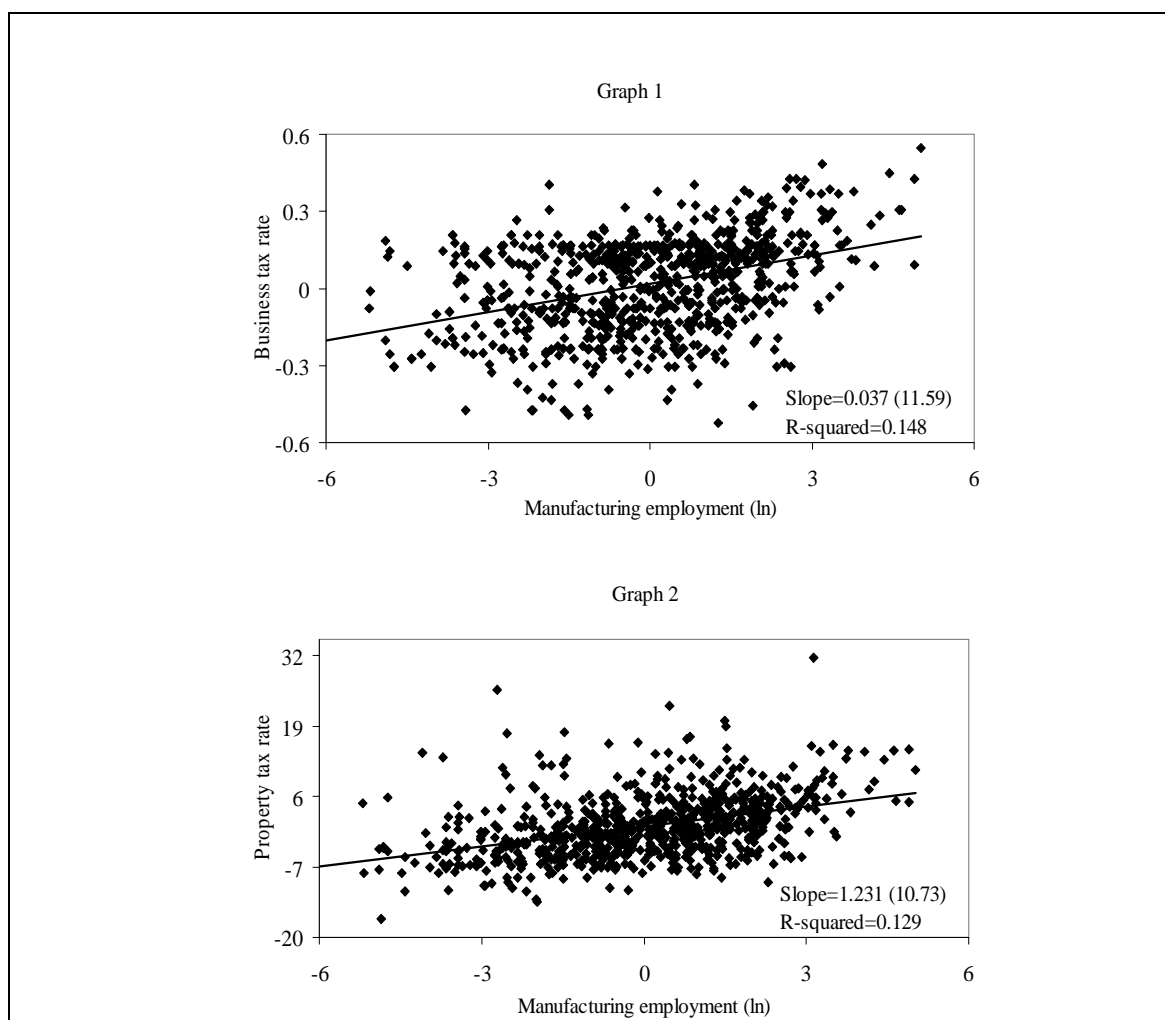 Graph 1
0.6
0.3
0
-0.3
-0.6
Business tax rate
Slope=0.037 (11.59)
R-squared=0.148
-6 -3 0 3 6
Manufacturing employment (ln)
Graph 2
32
19
6
-7
-20
Property tax rate
Slope=1.231 (10.73)
R-squared=0.129
-6 -3 0 3 6
Manufacturing employment (ln)